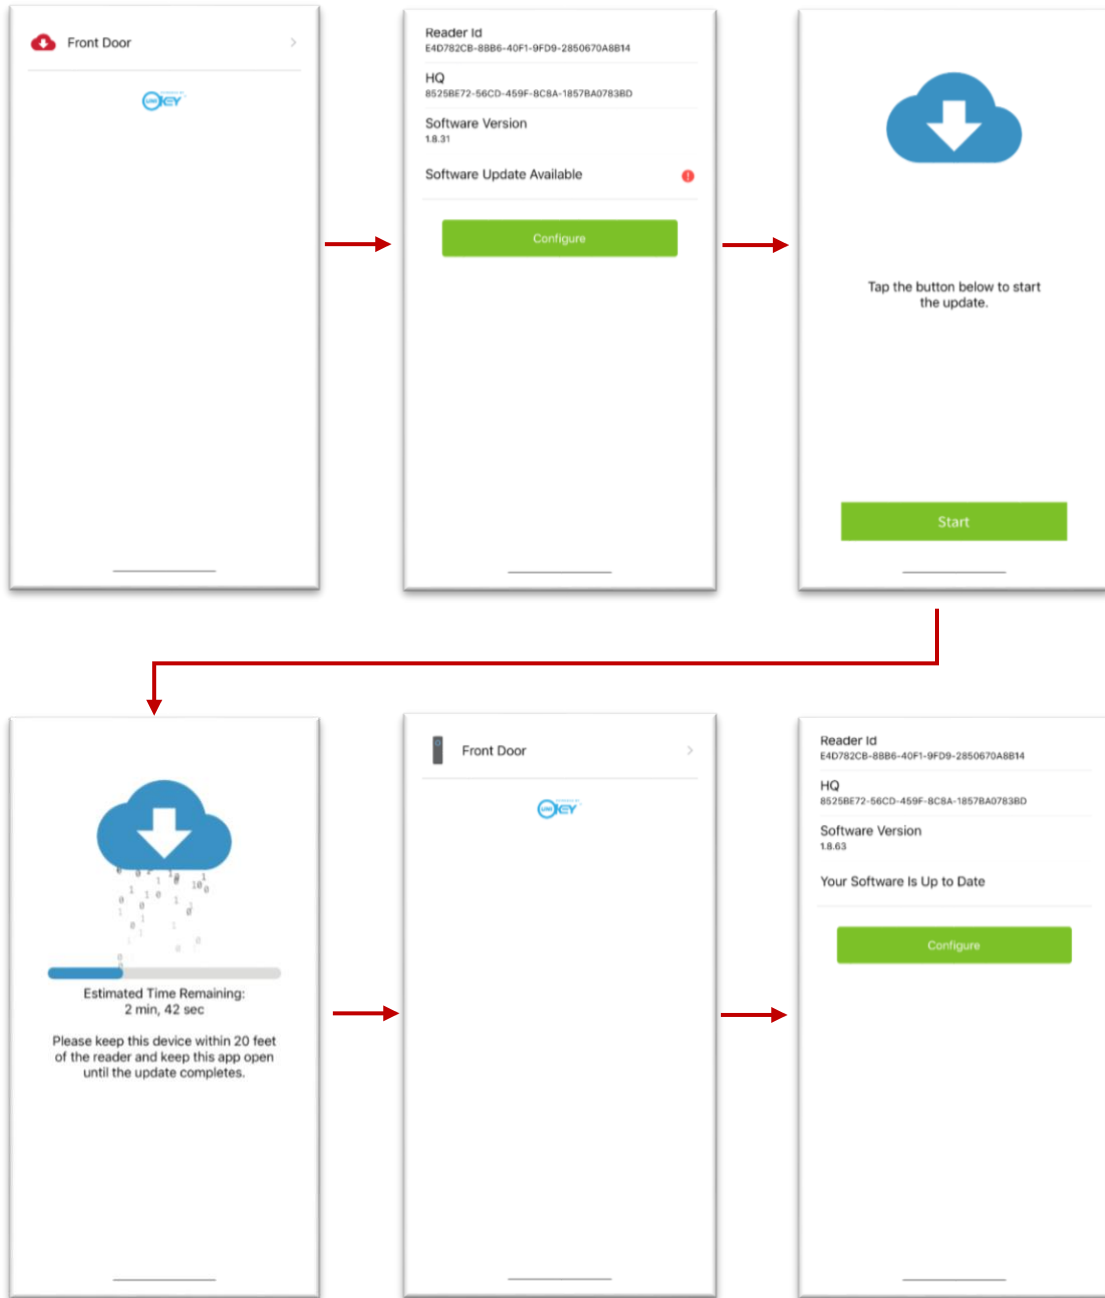 Front Door
KEY
Reader Id
E4D782CB-8BB6-40F1-9FD9-2850670A8B14
HQ
8525BE72-56CD-459F-8C8A-1857BA0783BD
Software Version
1.8.31
Software Update Available
Configure
Tap the button below to start
the update.
Start
Estimated Time Remaining:
2 min, 42 sec
Please keep this device within 20 feet
of the reader and keep this app open
until the update completes.
Front Door
KEY
Reader Id
E4D782CB-8BB6-40F1-9FD9-2850670A8B14
HQ
8525BE72-56CD-459F-8C8A-1857BA0783BD
Software Version
1.8.63
Your Software Is Up to Date
Configure